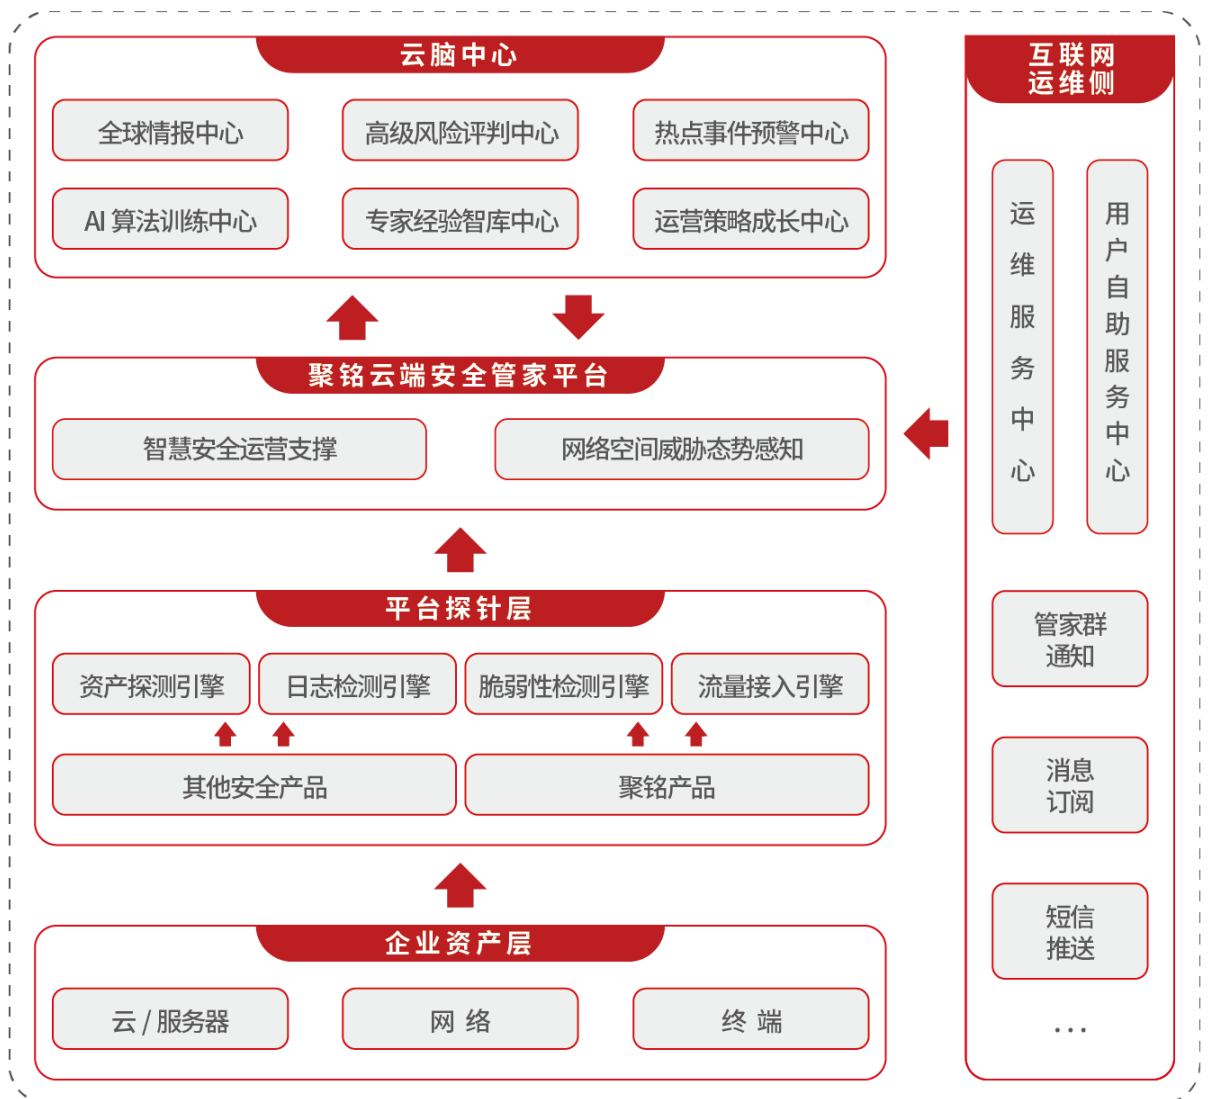 云脑中心
全球情报中心
高级风险评判中心
热点事件预警中心
AI 算法训练中心
专家经验智库中心
运营策略成长中心
聚铭云端安全管家平台
智慧安全运营支撑
网络空间威胁态势感知
平台探针层
资产探测引擎
日志检测引擎
脆弱性检测引擎
流量接入引擎
其他安全产品
聚铭产品
企业资产层
云 / 服务器
网 络
终 端
互联网
运维侧
运维服务中心
用户自助服务中心
管家群
通知
消息
订阅
短信
推送
...